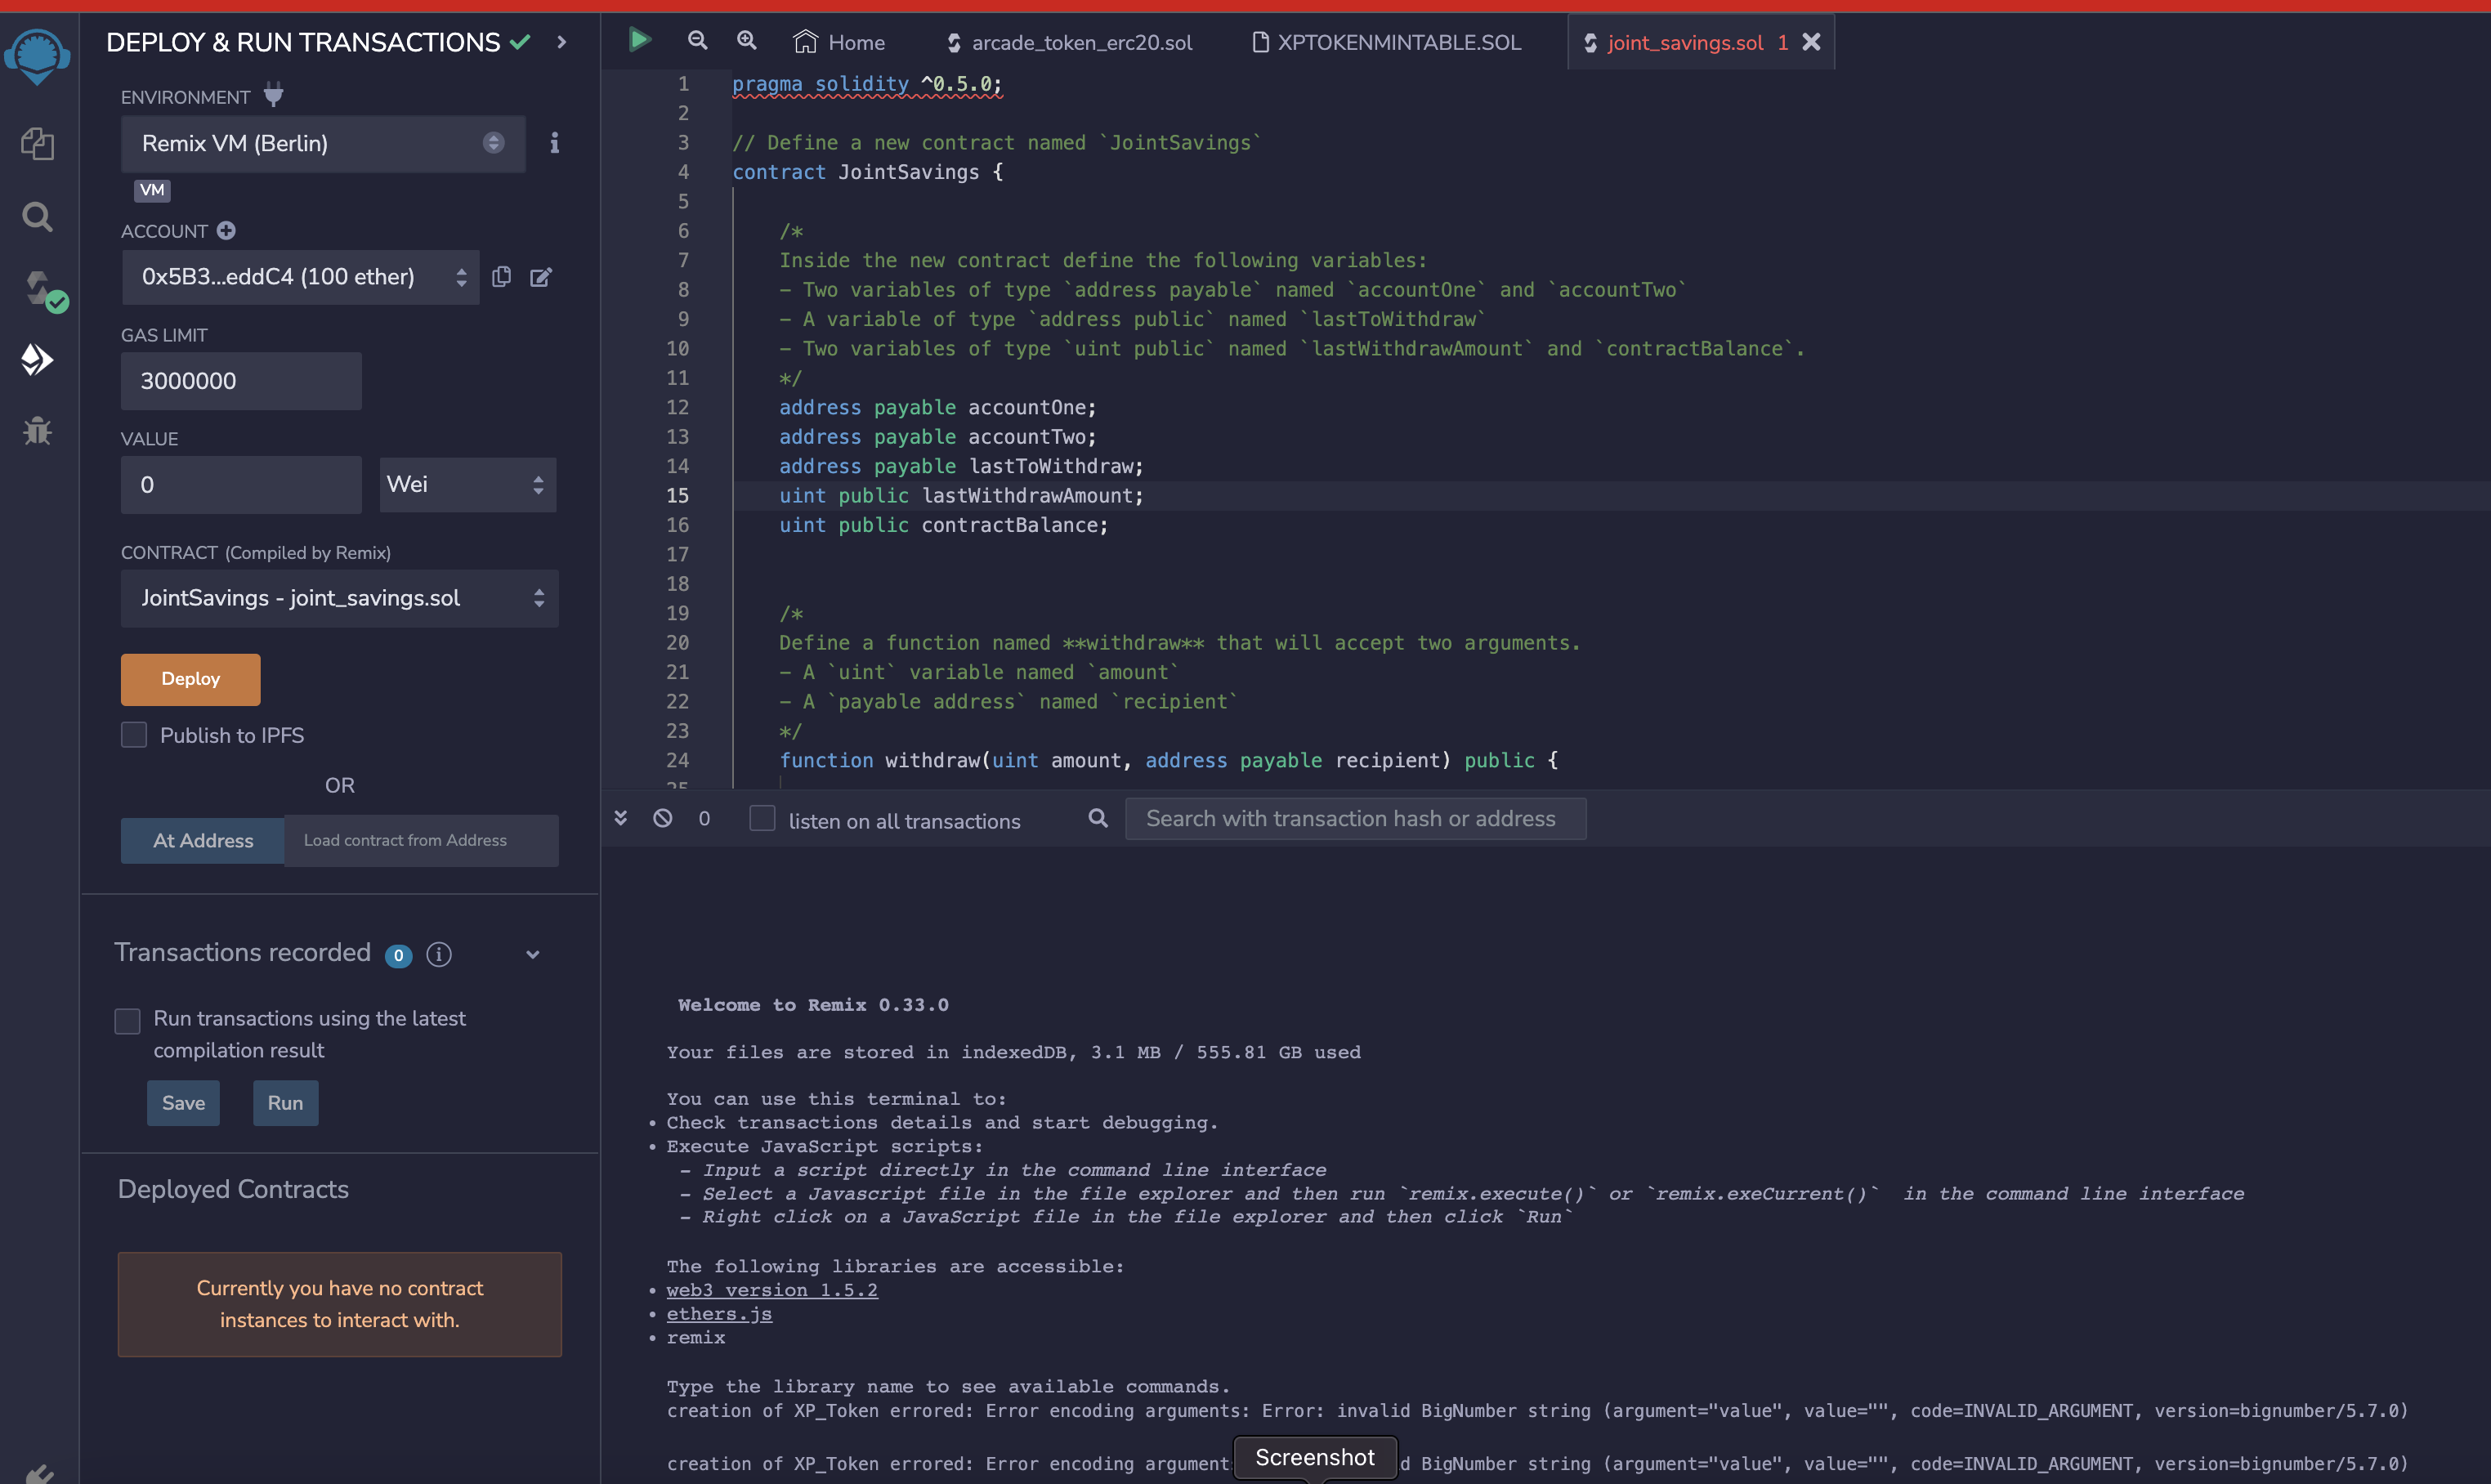 DEPLOY & RUN TRANSACTIONS
ENVIRONMENT
Remix VM (Berlin)
VM
ACCOUNT
0x5B3...eddC4 (100 ether)
GAS LIMIT
3000000
VALUE
0
Wei
CONTRACT (Compiled by Remix)
JointSavings - joint_savings.sol
Deploy
Publish to IPFS
OR
At Address
Load contract from Address
Transactions recorded 0
Run transactions using the latest
compilation result
Save
Run
Deployed Contracts
Currently you have no contract
instances to interact with.
Home
arcade_token_erc20.sol
XPTOKENMINTABLE.SOL
joint_savings.sol 1
1 pragma solidity ^0.5.0;
2
3 // Define a new contract named `JointSavings`
4 contract JointSavings {
5
6 /*
7 Inside the new contract define the following variables:
8 - Two variables of type `address payable` named `accountOne` and `accountTwo`
9 - A variable of type `address public` named `lastToWithdraw`
10 - Two variables of type `uint public` named `lastWithdrawAmount` and `contractBalance`.
11 */
12 address payable accountOne;
13 address payable accountTwo;
14 address payable lastToWithdraw;
15 uint public lastWithdrawAmount;
16 uint public contractBalance;
17
18
19 /*
20 Define a function named **withdraw** that will accept two arguments.
21 - A `uint` variable named `amount`
22 - A `payable address` named `recipient`
23 */
24 function withdraw(uint amount, address payable recipient) public {
25
0
listen on all transactions
Search with transaction hash or address
Welcome to Remix 0.33.0
Your files are stored in indexedDB, 3.1 MB / 555.81 GB used
You can use this terminal to:
• Check transactions details and start debugging.
• Execute JavaScript scripts:
- Input a script directly in the command line interface
- Select a Javascript file in the file explorer and then run `remix.execute()` or `remix.exeCurrent()` in the command line interface
- Right click on a JavaScript file in the file explorer and then click `Run`
The following libraries are accessible:
• web3 version 1.5.2
• ethers.js
• remix
Type the library name to see available commands.
creation of XP_Token errored: Error encoding arguments: Error: invalid BigNumber string (argument="value", value="", code=INVALID_ARGUMENT, version=bignumber/5.7.0)
creation of XP_Token errored: Error encoding argument
Screenshot
d BigNumber string (argument="value", value="", code=INVALID_ARGUMENT, version=bignumber/5.7.0)